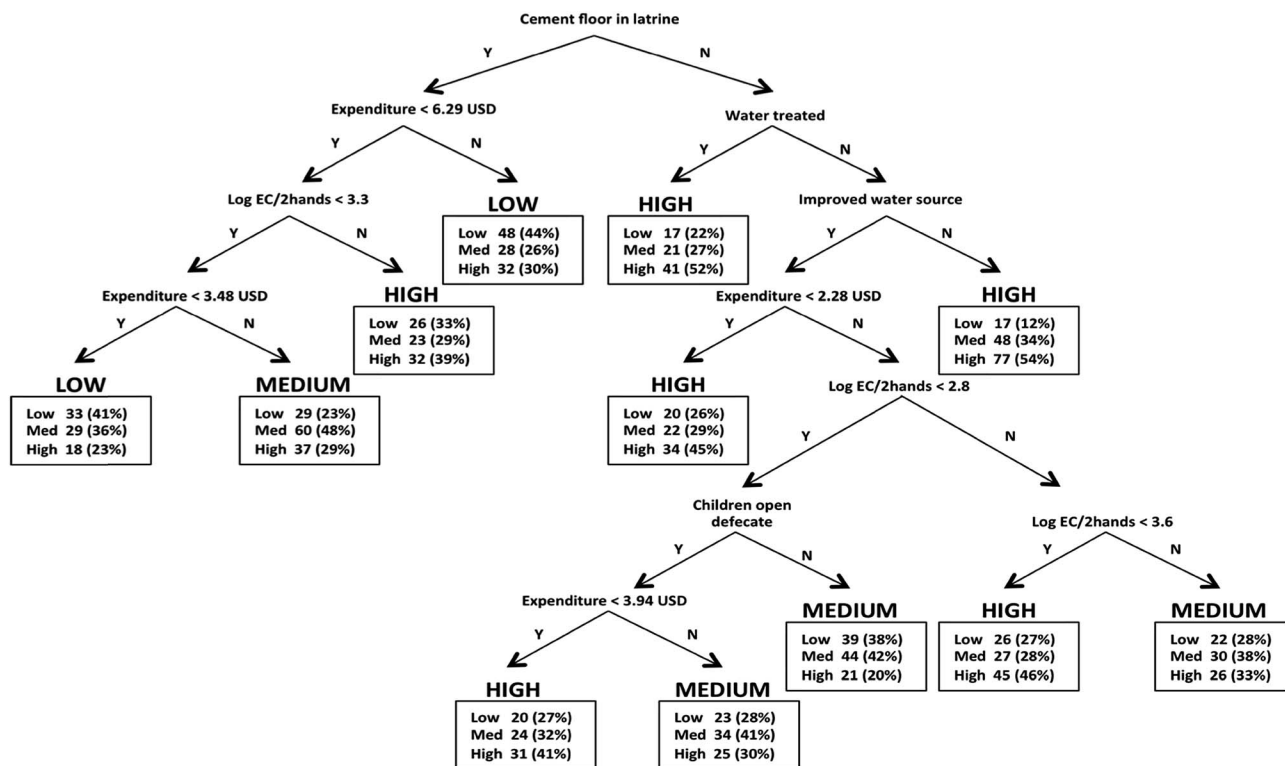 Cement floor in latrine
Y
N
Expenditure < 6.29 USD
Water treated
Y
N
Y
N
Log EC/2hands < 3.3
LOW
Low 48 (44%)
Med 28 (26%)
High 32 (30%)
HIGH
Low 17 (22%)
Med 21 (27%)
High 41 (52%)
Improved water source
Y
N
Y
N
Expenditure < 3.48 USD
HIGH
Low 26 (33%)
Med 23 (29%)
High 32 (39%)
Expenditure < 2.28 USD
HIGH
Low 17 (12%)
Med 48 (34%)
High 77 (54%)
Y
N
Y
N
LOW
Low 33 (41%)
Med 29 (36%)
High 18 (23%)
MEDIUM
Low 29 (23%)
Med 60 (48%)
High 37 (29%)
HIGH
Low 20 (26%)
Med 22 (29%)
High 34 (45%)
Log EC/2hands < 2.8
Y
N
Children open
defecate
Log EC/2hands < 3.6
Y
N
Y
N
Expenditure < 3.94 USD
MEDIUM
Low 39 (38%)
Med 44 (42%)
High 21 (20%)
HIGH
Low 26 (27%)
Med 27 (28%)
High 45 (46%)
MEDIUM
Low 22 (28%)
Med 30 (38%)
High 26 (33%)
Y
N
HIGH
Low 20 (27%)
Med 24 (32%)
High 31 (41%)
MEDIUM
Low 23 (28%)
Med 34 (41%)
High 25 (30%)